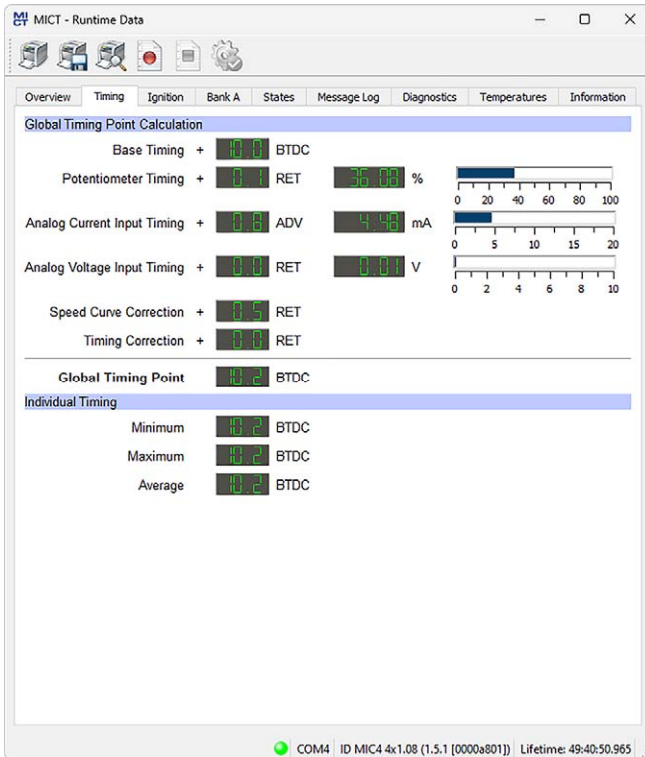 MICT - Runtime Data
Overview Timing Ignition Bank A States Message Log Diagnostics Temperatures Information
Global Timing Point Calculation
Base Timing + 10.0 BTDC
Potentiometer Timing + 0.1 RET 36.08 %
0 20 40 60 80 100
Analog Current Input Timing + 0.8 ADV 4.48 mA
0 5 10 15 20
Analog Voltage Input Timing + 0.0 RET 0.01 V
0 2 4 6 8 10
Speed Curve Correction + 0.5 RET
Timing Correction + 0.0 RET
Global Timing Point 10.2 BTDC
Individual Timing
Minimum 10.2 BTDC
Maximum 10.2 BTDC
Average 10.2 BTDC
COM4 ID MIC4 4x1.08 (1.5.1 [0000a801]) Lifetime: 49:40:50.965